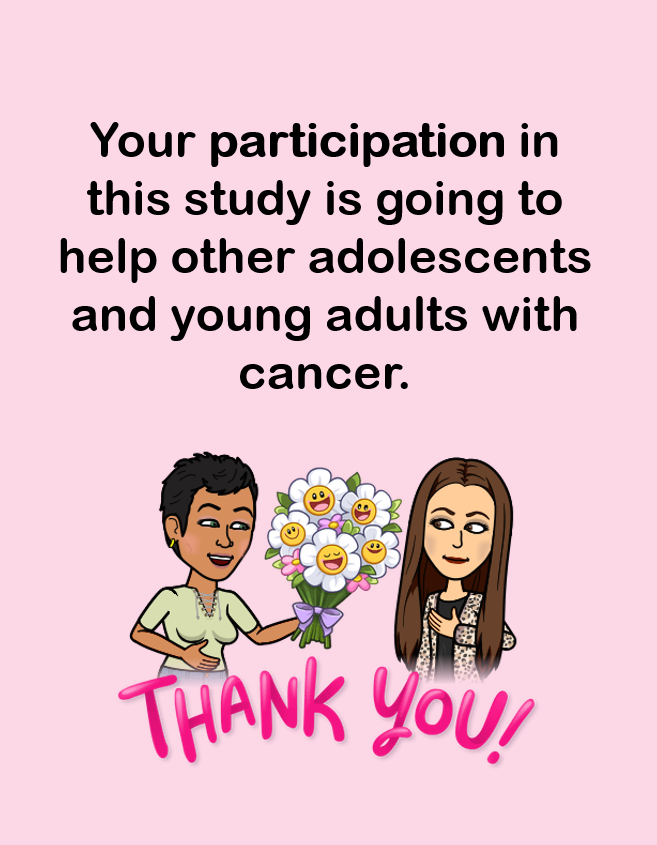 Your participation in
this study is going to
help other adolescents
and young adults with
cancer.
THANK YOU!